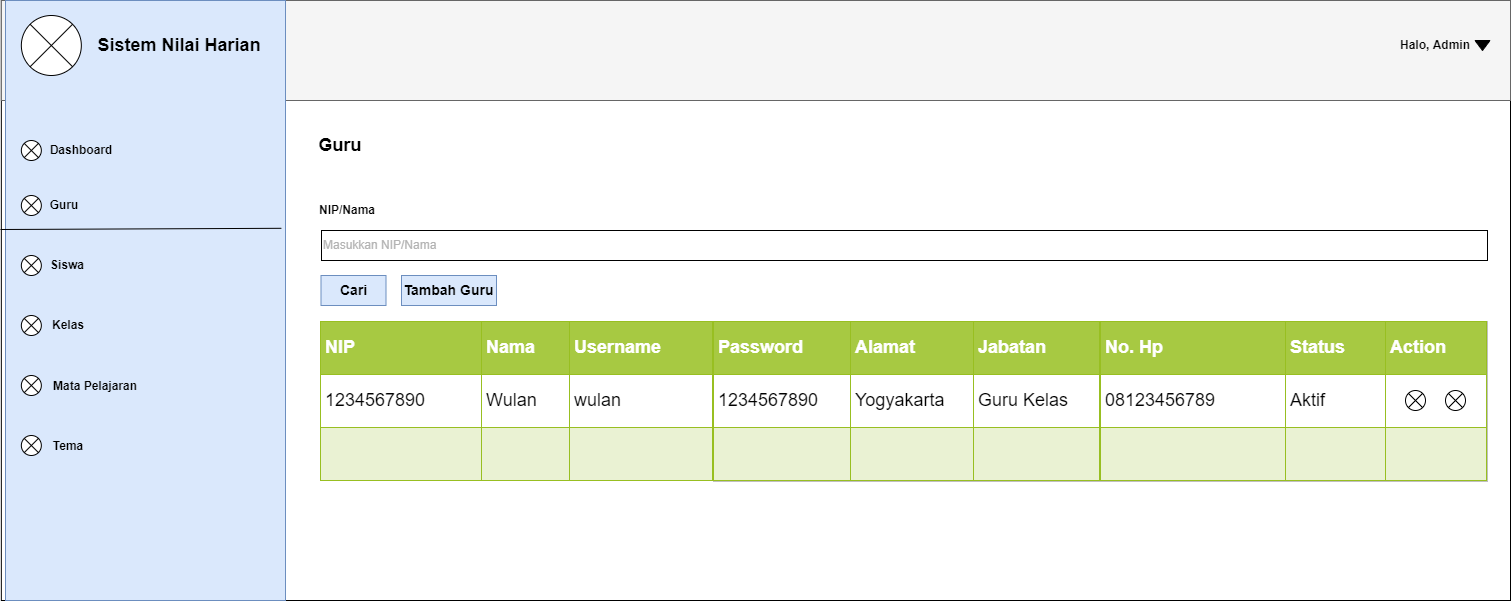 Sistem Nilai Harian
Halo, Admin
Dashboard
Guru
Siswa
Kelas
Mata Pelajaran
Tema
Guru
NIP/Nama
Masukkan NIP/Nama
Cari Tambah Guru
NIP Nama Username Password Alamat Jabatan No. Hp Status Action
1234567890 Wulan wulan 1234567890 Yogyakarta Guru Kelas 08123456789 Aktif